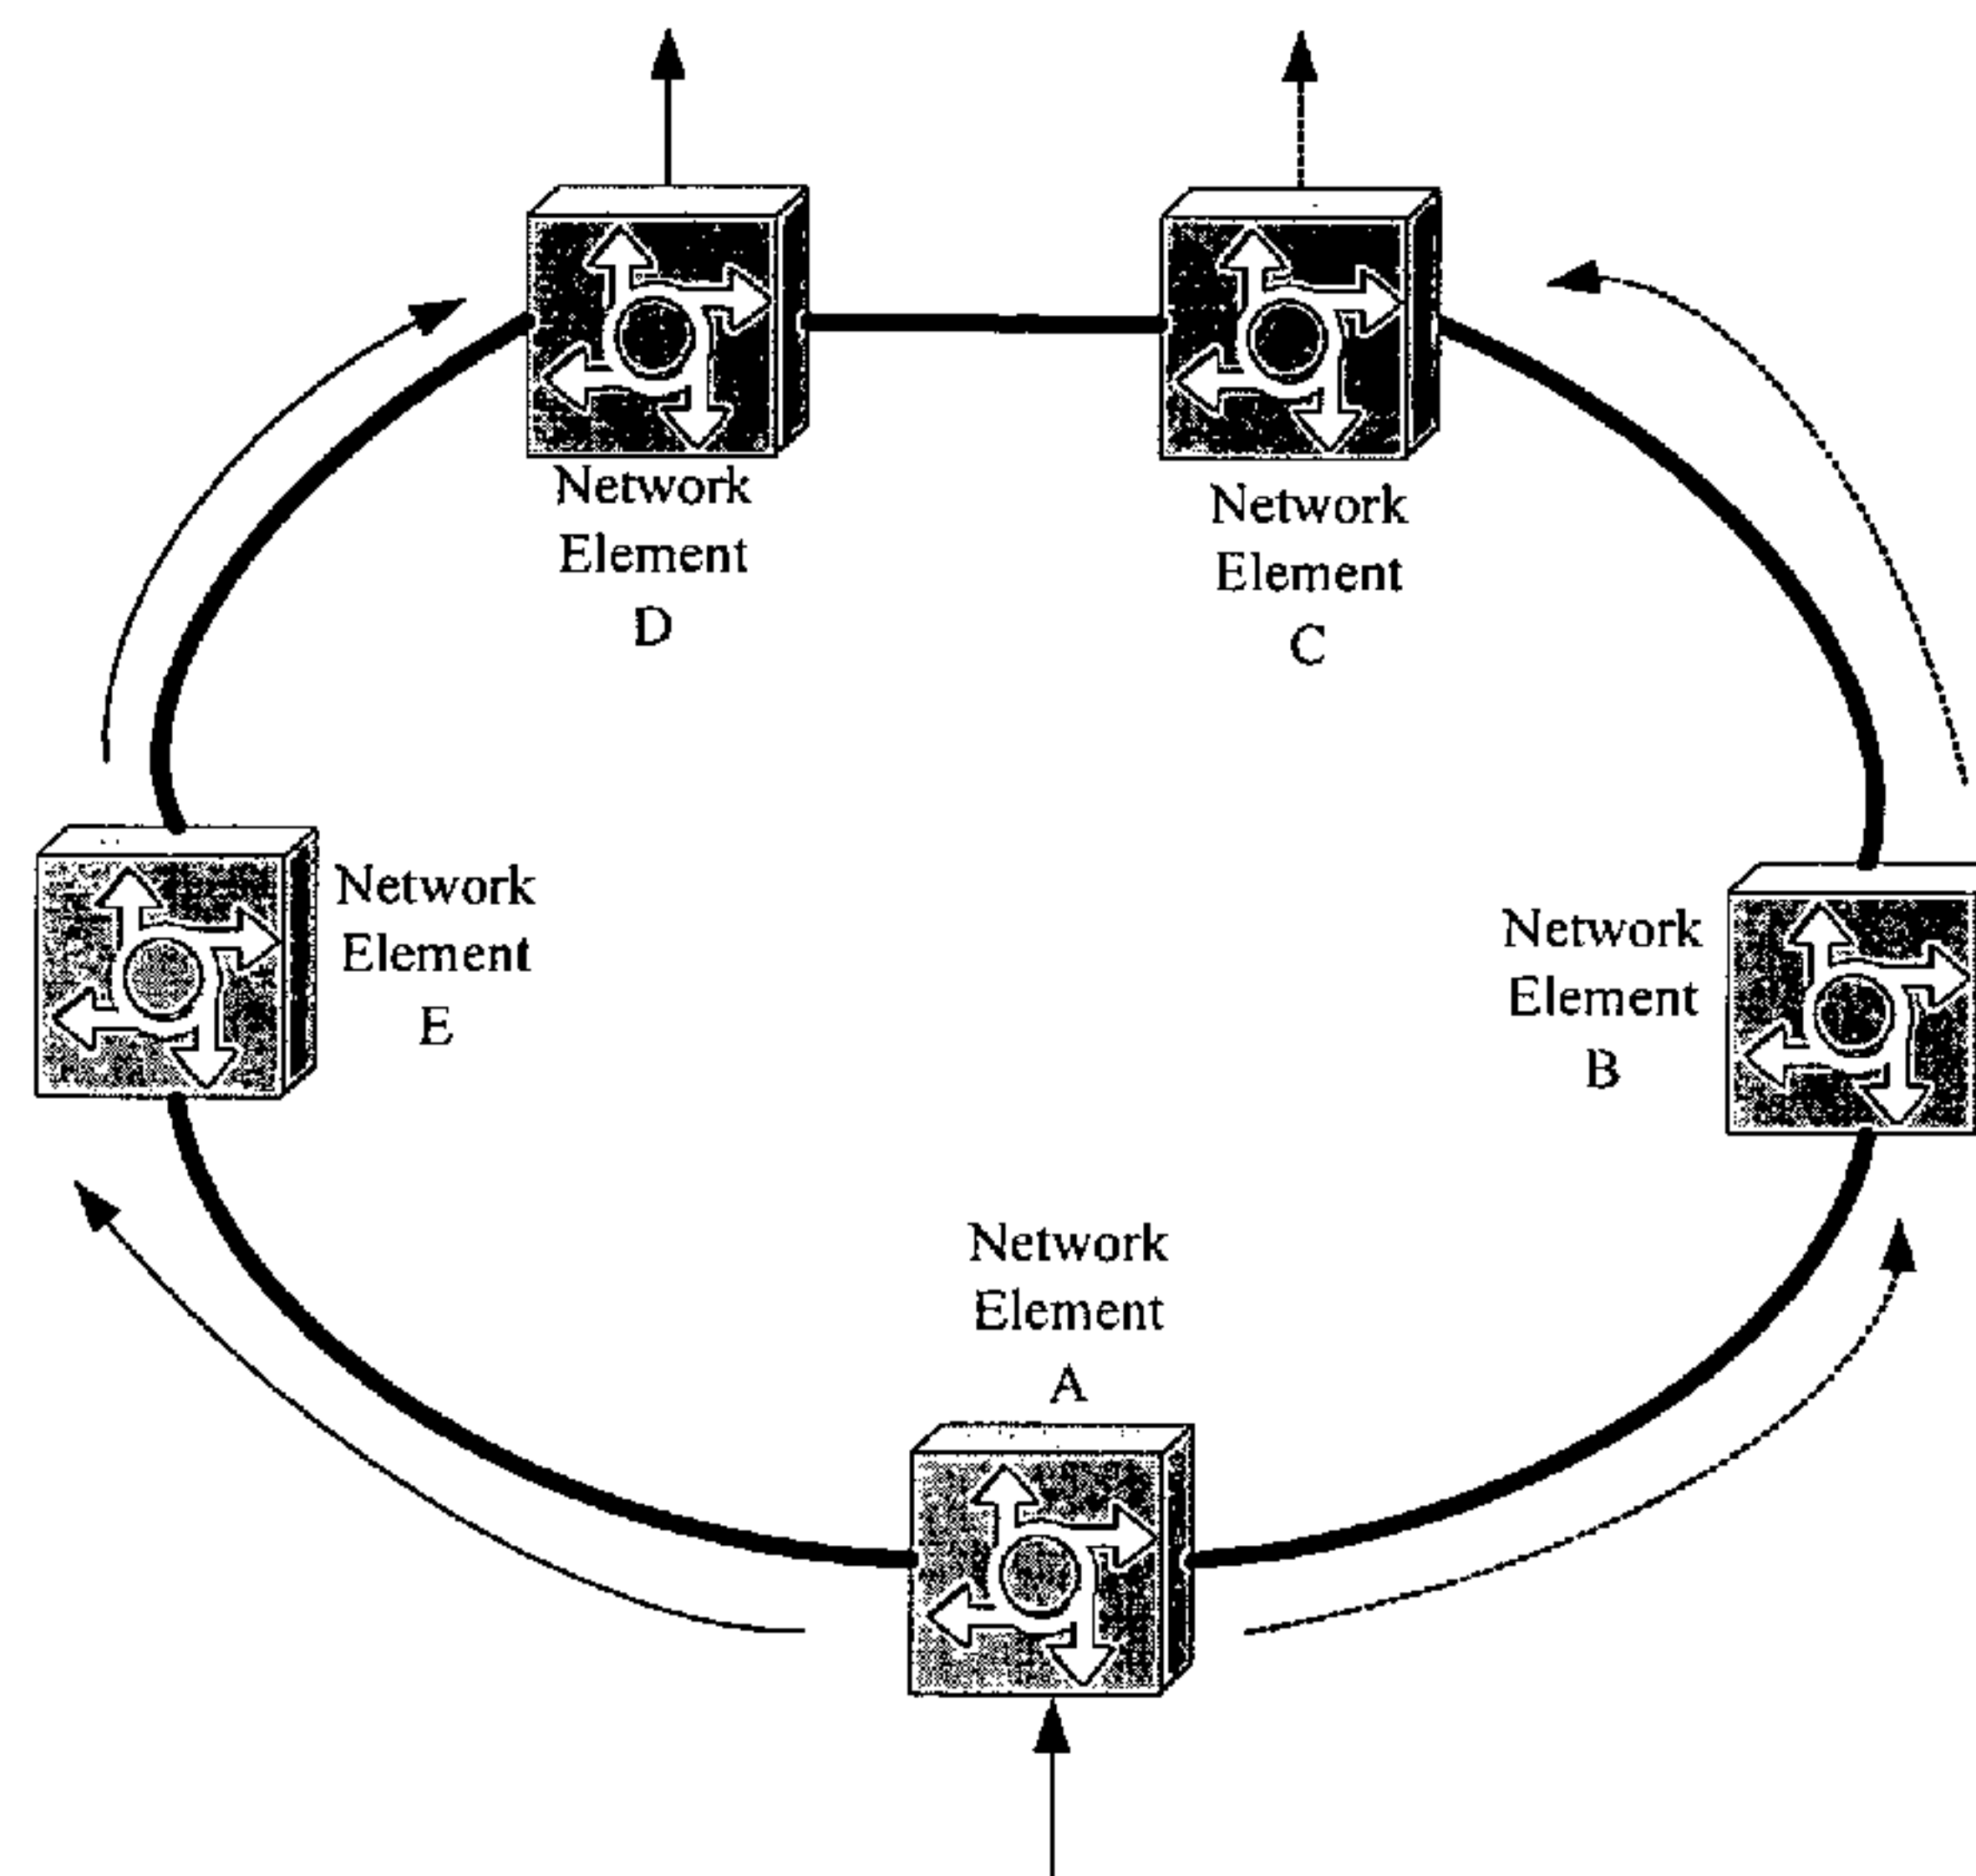 Network
Element
D
Network
Element
C
Network
Element
E
Network
Element
B
Network
Element
A